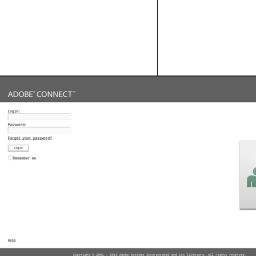 ADOBE® CONNECT™
Login:
Password:
Forgot your password?
Login
Remember me
Help
Copyright © 2001 - 2013 Adobe Systems Incorporated and its licensors. All rights reserved.